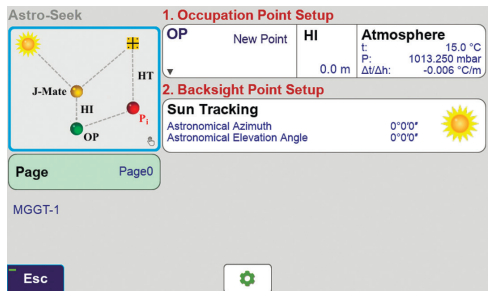 Astro-Seek
1. Occupation Point Setup
OP New Point
HI
0.0 m
Atmosphere
t: 15.0 °C
P: 1013.250 mbar
Δt/Δh: -0.006 °C/m
J-Mate
HT
HI
Pi
OP
2. Backsight Point Setup
Sun Tracking
Astronomical Azimuth 0°0'0"
Astronomical Elevation Angle 0°0'0"
Page Page0
MGGT-1
Esc